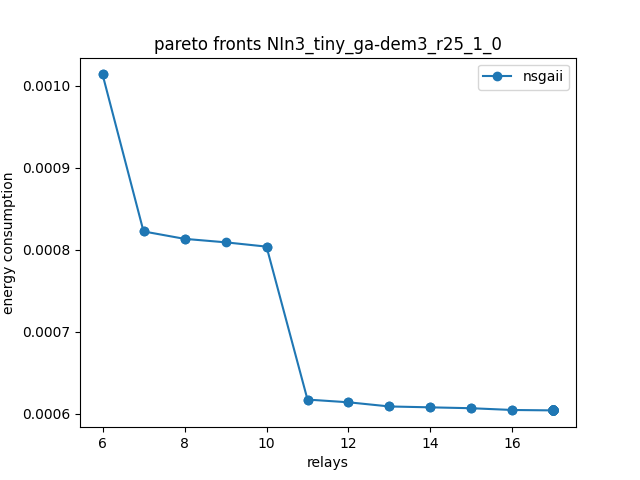 pareto fronts NIn3_tiny_ga-dem3_r25_1_0
nsgaii
energy consumption
0.0010
0.0009
0.0008
0.0007
0.0006
6 8 10 12 14 16
relays